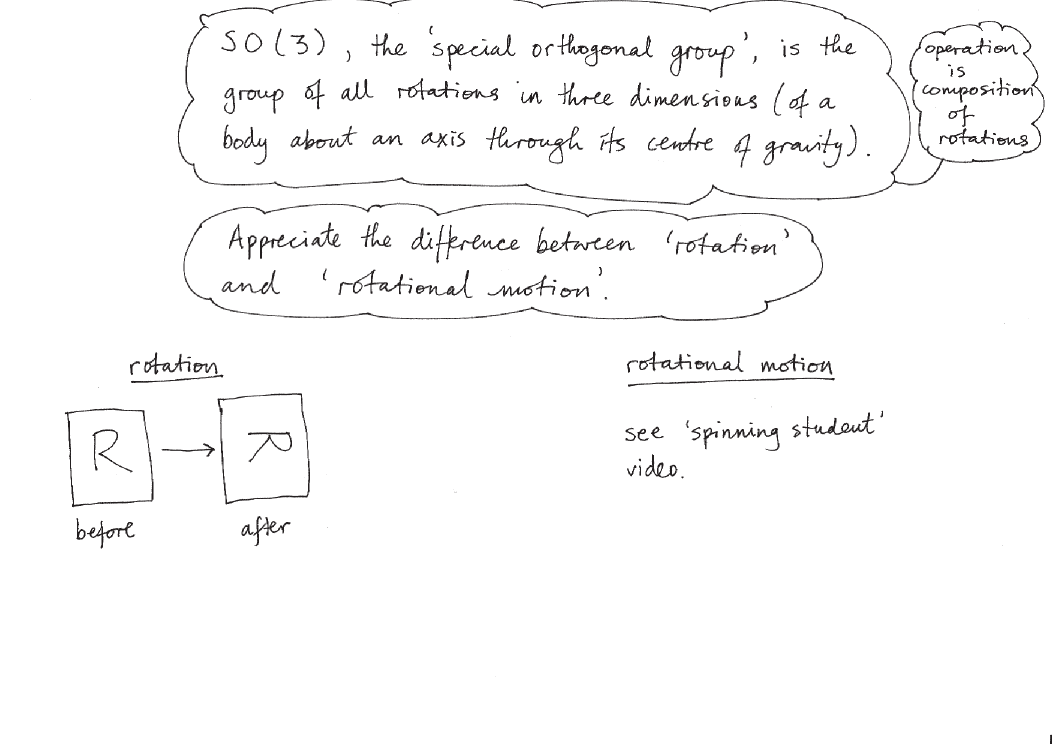 SO(3), the 'special orthogonal group', is the
group of all rotations in three dimensions (of a
body about an axis through its centre of gravity).
operation
is
composition
of
rotations
Appreciate the difference between 'rotation'
and 'rotational motion'.
rotation
R
R
before
after
rotational motion
see 'spinning student'
video.